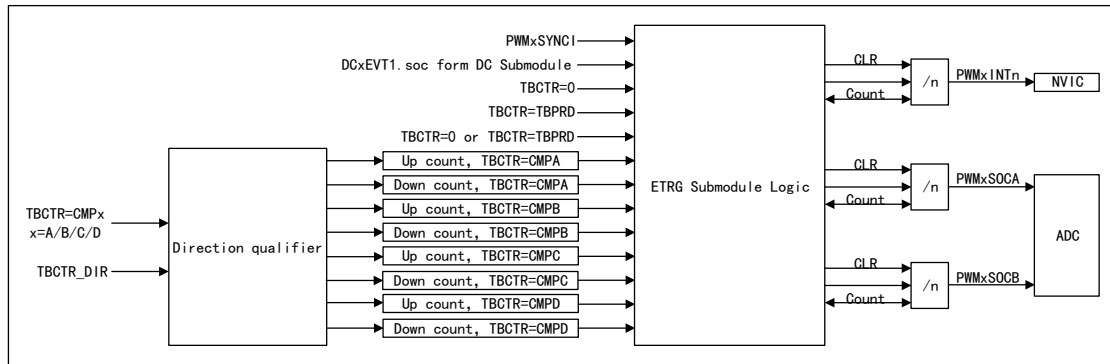 PWMxSYNCI
DCxEVT1.soc form DC Submodule
TBCTR=0
TBCTR=TBPRD
TBCTR=0 or TBCTR=TBPRD
TBCTR=CMPx
x=A/B/C/D
TBCTR_DIR
Direction qualifier
Up count, TBCTR=CMPA
Down count, TBCTR=CMPA
Up count, TBCTR=CMPB
Down count, TBCTR=CMPB
Up count, TBCTR=CMPC
Down count, TBCTR=CMPC
Up count, TBCTR=CMPD
Down count, TBCTR=CMPD
ETRG Submodule Logic
CLR
Count
/n
PWMxINTn
NVIC
CLR
Count
/n
PWMxSOCA
CLR
Count
/n
PWMxSOCB
ADC